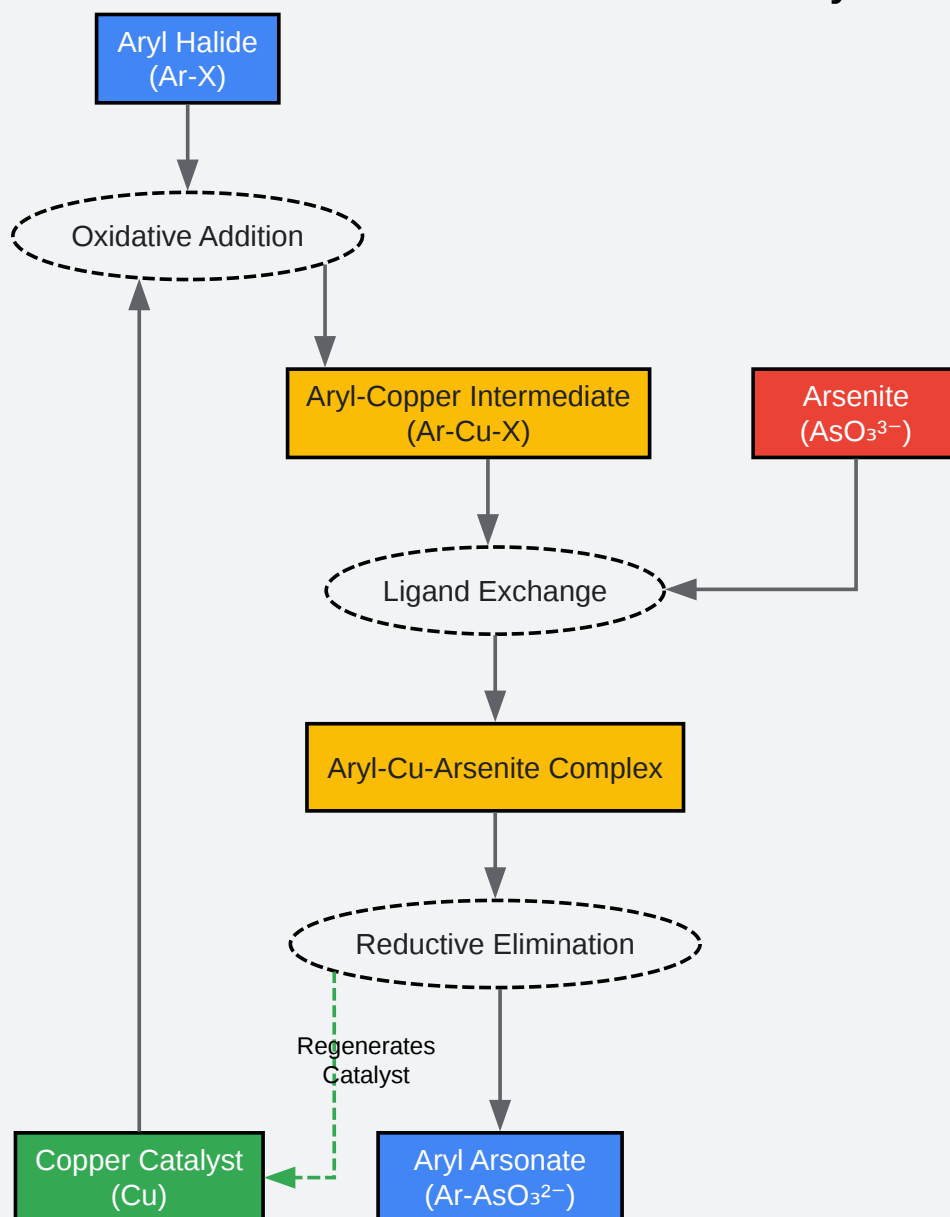 Aryl Halide
(Ar-X)
Oxidative Addition
Aryl-Copper Intermediate
(Ar-Cu-X)
Arsenite
(AsO₃³⁻)
Ligand Exchange
Aryl-Cu-Arsenite Complex
Reductive Elimination
Regenerates
Catalyst
Copper Catalyst
(Cu)
Aryl Arsonate
(Ar-AsO₃²⁻)